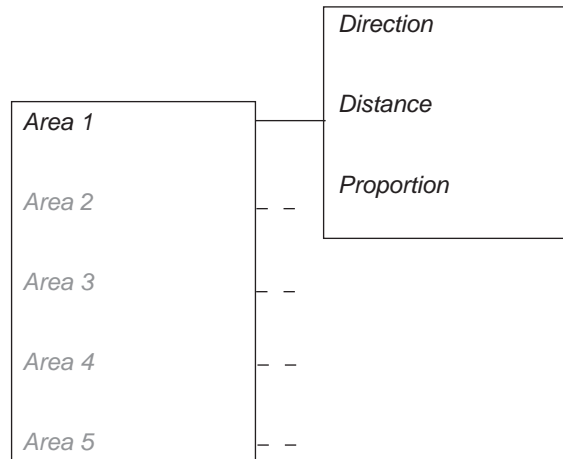 Direction
Distance
Proportion
Area 1
Area 2
Area 3
Area 4
Area 5